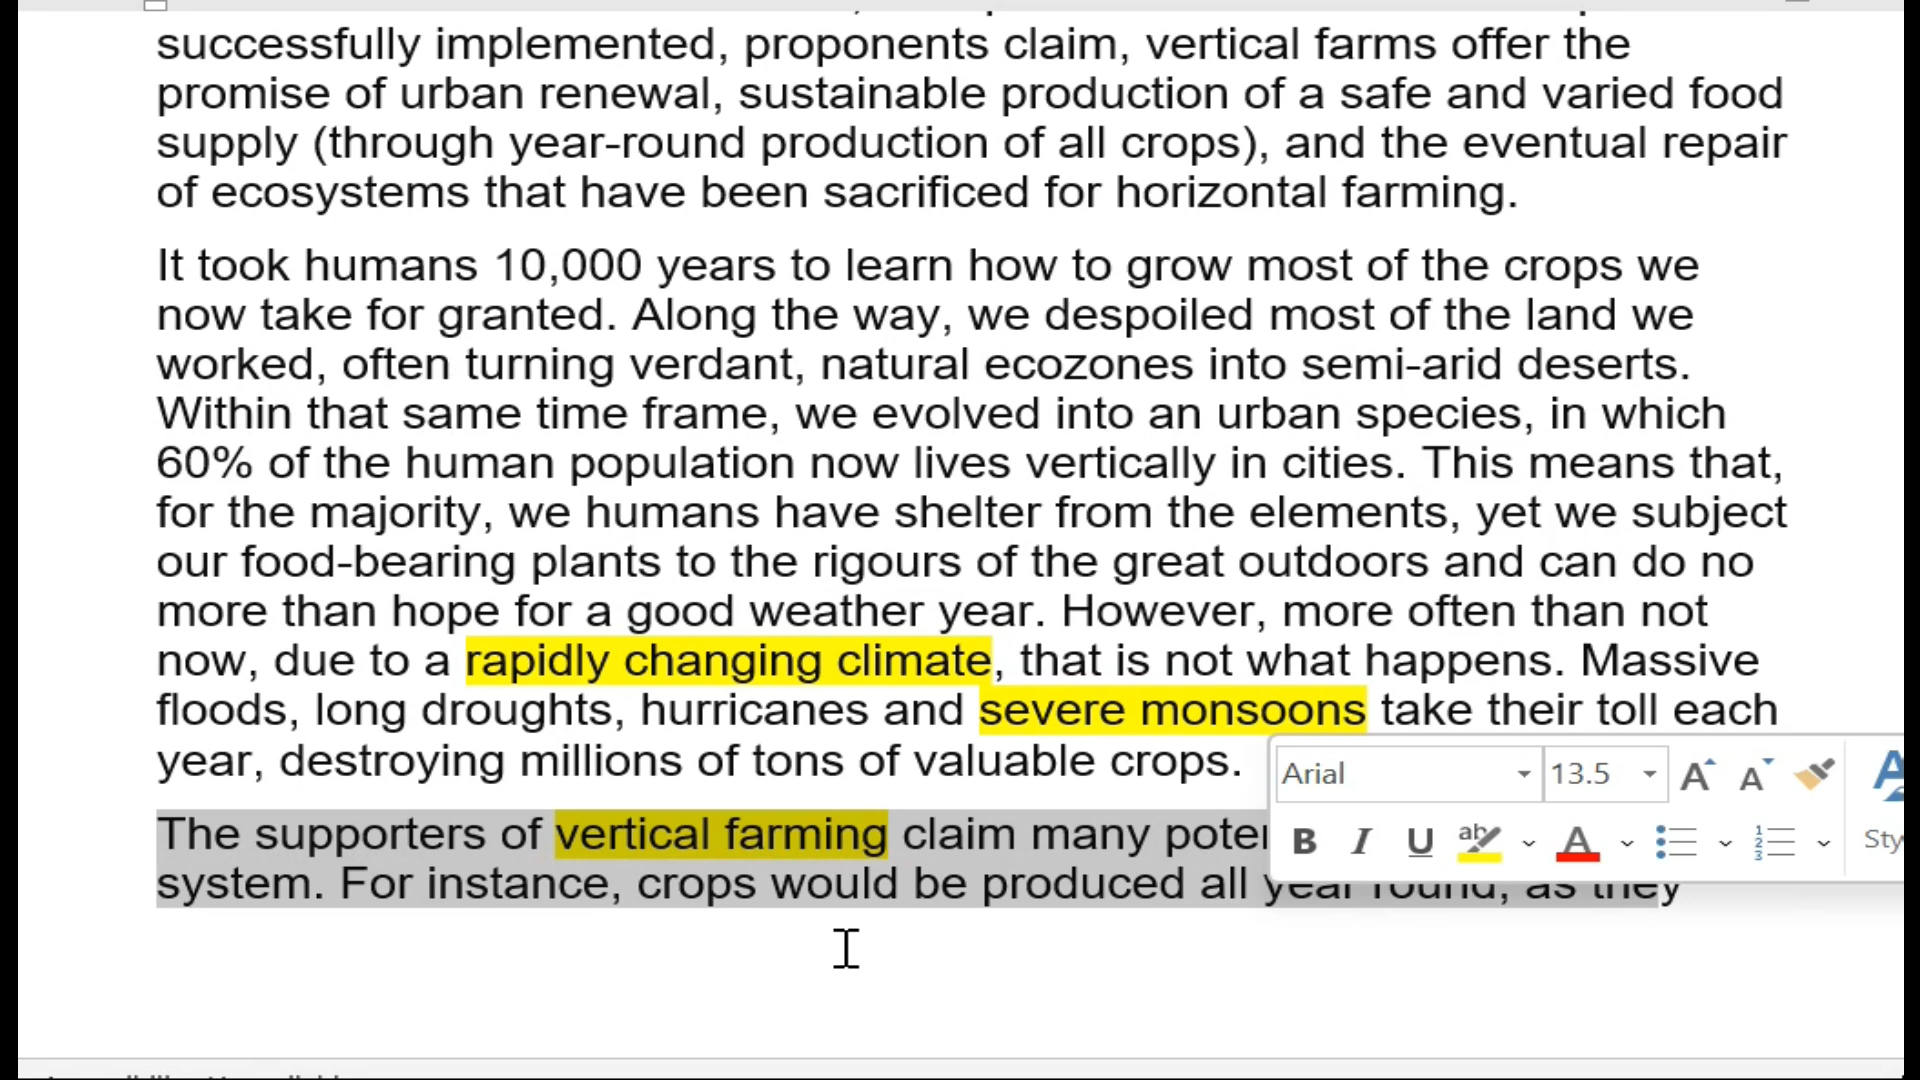 successfully implemented, proponents claim, vertical farms offer the
promise of urban renewal, sustainable production of a safe and varied food
supply (through year-round production of all crops), and the eventual repair
of ecosystems that have been sacrificed for horizontal farming.
It took humans 10,000 years to learn how to grow most of the crops we
now take for granted. Along the way, we despoiled most of the land we
worked, often turning verdant, natural ecozones into semi-arid deserts.
Within that same time frame, we evolved into an urban species, in which
60% of the human population now lives vertically in cities. This means that,
for the majority, we humans have shelter from the elements, yet we subject
our food-bearing plants to the rigours of the great outdoors and can do no
more than hope for a good weather year. However, more often than not
now, due to a rapidly changing climate, that is not what happens. Massive
floods, long droughts, hurricanes and severe monsoons take their toll each
year, destroying millions of tons of valuable crops.
Arial 13.5
The supporters of vertical farming claim many
B I U ab A
system. For instance, crops would be produced all year round, as they